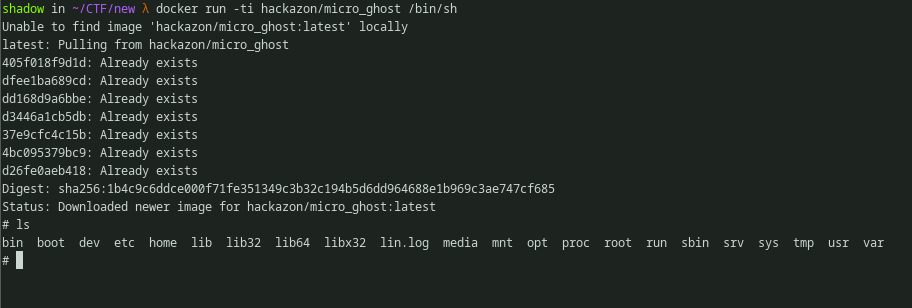 shadow in ~/CTF/new λ docker run -ti hackazon/micro_ghost /bin/sh
Unable to find image 'hackazon/micro_ghost:latest' locally
latest: Pulling from hackazon/micro_ghost
405f018f9d1d: Already exists
dfee1ba689cd: Already exists
dd168d9a6bbe: Already exists
d3446a1cb5db: Already exists
37e9cfc4c15b: Already exists
4bc095379bc9: Already exists
d26fe0aeb418: Already exists
Digest: sha256:1b4c9c6ddce000f71fe351349c3b32c194b5d6dd964688e1b969c3ae747cf685
Status: Downloaded newer image for hackazon/micro_ghost:latest
# ls
bin  boot  dev  etc  home  lib  lib32  lib64  libx32  lin.log  media  mnt  opt  proc  root  run  sbin  srv  sys  tmp  usr  var
#